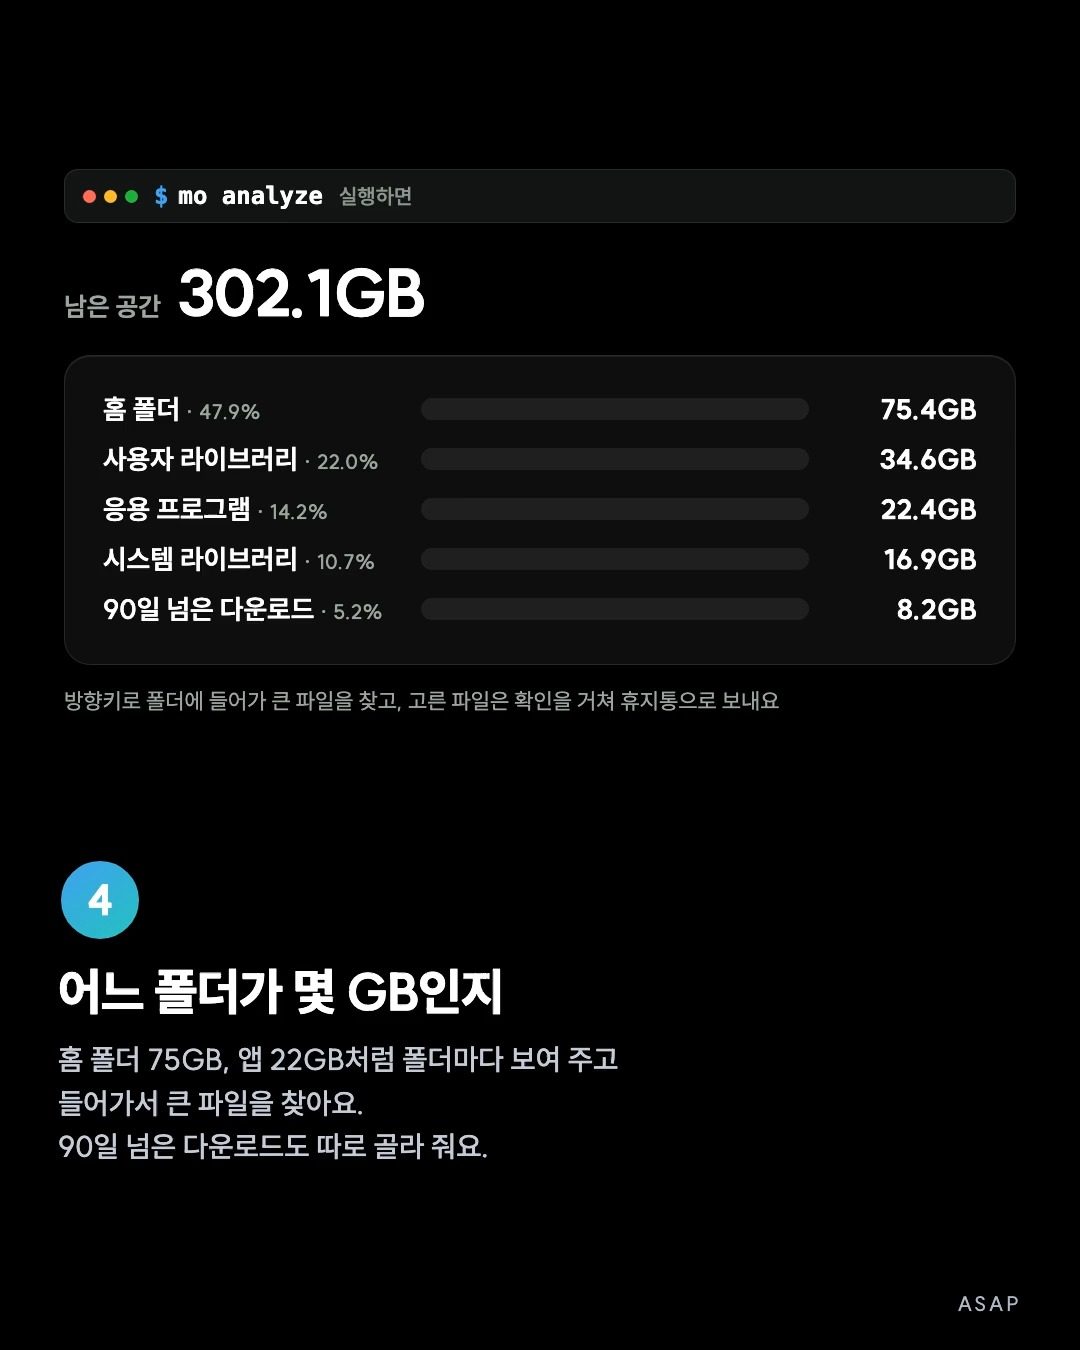 $ mo analyze 실행하면
남은 공간 302.1GB
홈 폴더 · 47.9% 75.4GB
사용자 라이브러리 · 22.0% 34.6GB
응용 프로그램 · 14.2% 22.4GB
시스템 라이브러리 · 10.7% 16.9GB
90일 넘은 다운로드 · 5.2% 8.2GB
방향키로 폴더에 들어가 큰 파일을 찾고, 고른 파일은 확인을 거쳐 휴지통으로 보내요
4
어느 폴더가 몇 GB인지
홈 폴더 75GB, 앱 22GB처럼 폴더마다 보여 주고
들어가서 큰 파일을 찾아요.
90일 넘은 다운로드도 따로 골라 줘요.
ASAP